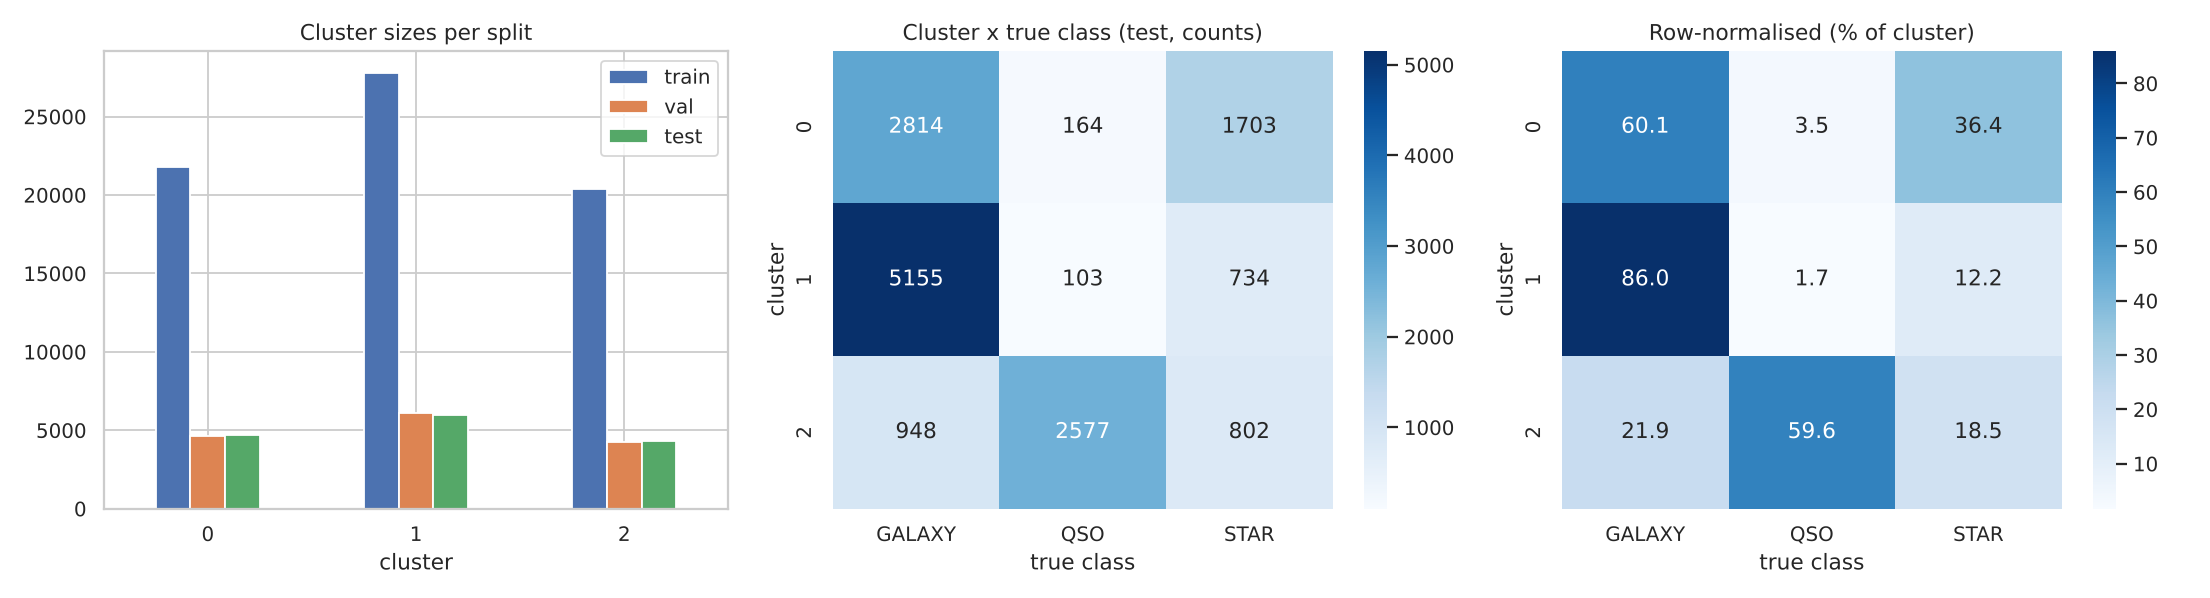 Cluster sizes per split
train
val
test
25000
20000
15000
10000
5000
0
0 1 2
cluster
Cluster x true class (test, counts)
cluster
0
1
2
2814 164 1703
5155 103 734
948 2577 802
GALAXY QSO STAR
true class
5000
4000
3000
2000
1000
Row-normalised (% of cluster)
cluster
0
1
2
60.1 3.5 36.4
86.0 1.7 12.2
21.9 59.6 18.5
GALAXY QSO STAR
true class
80
70
60
50
40
30
20
10